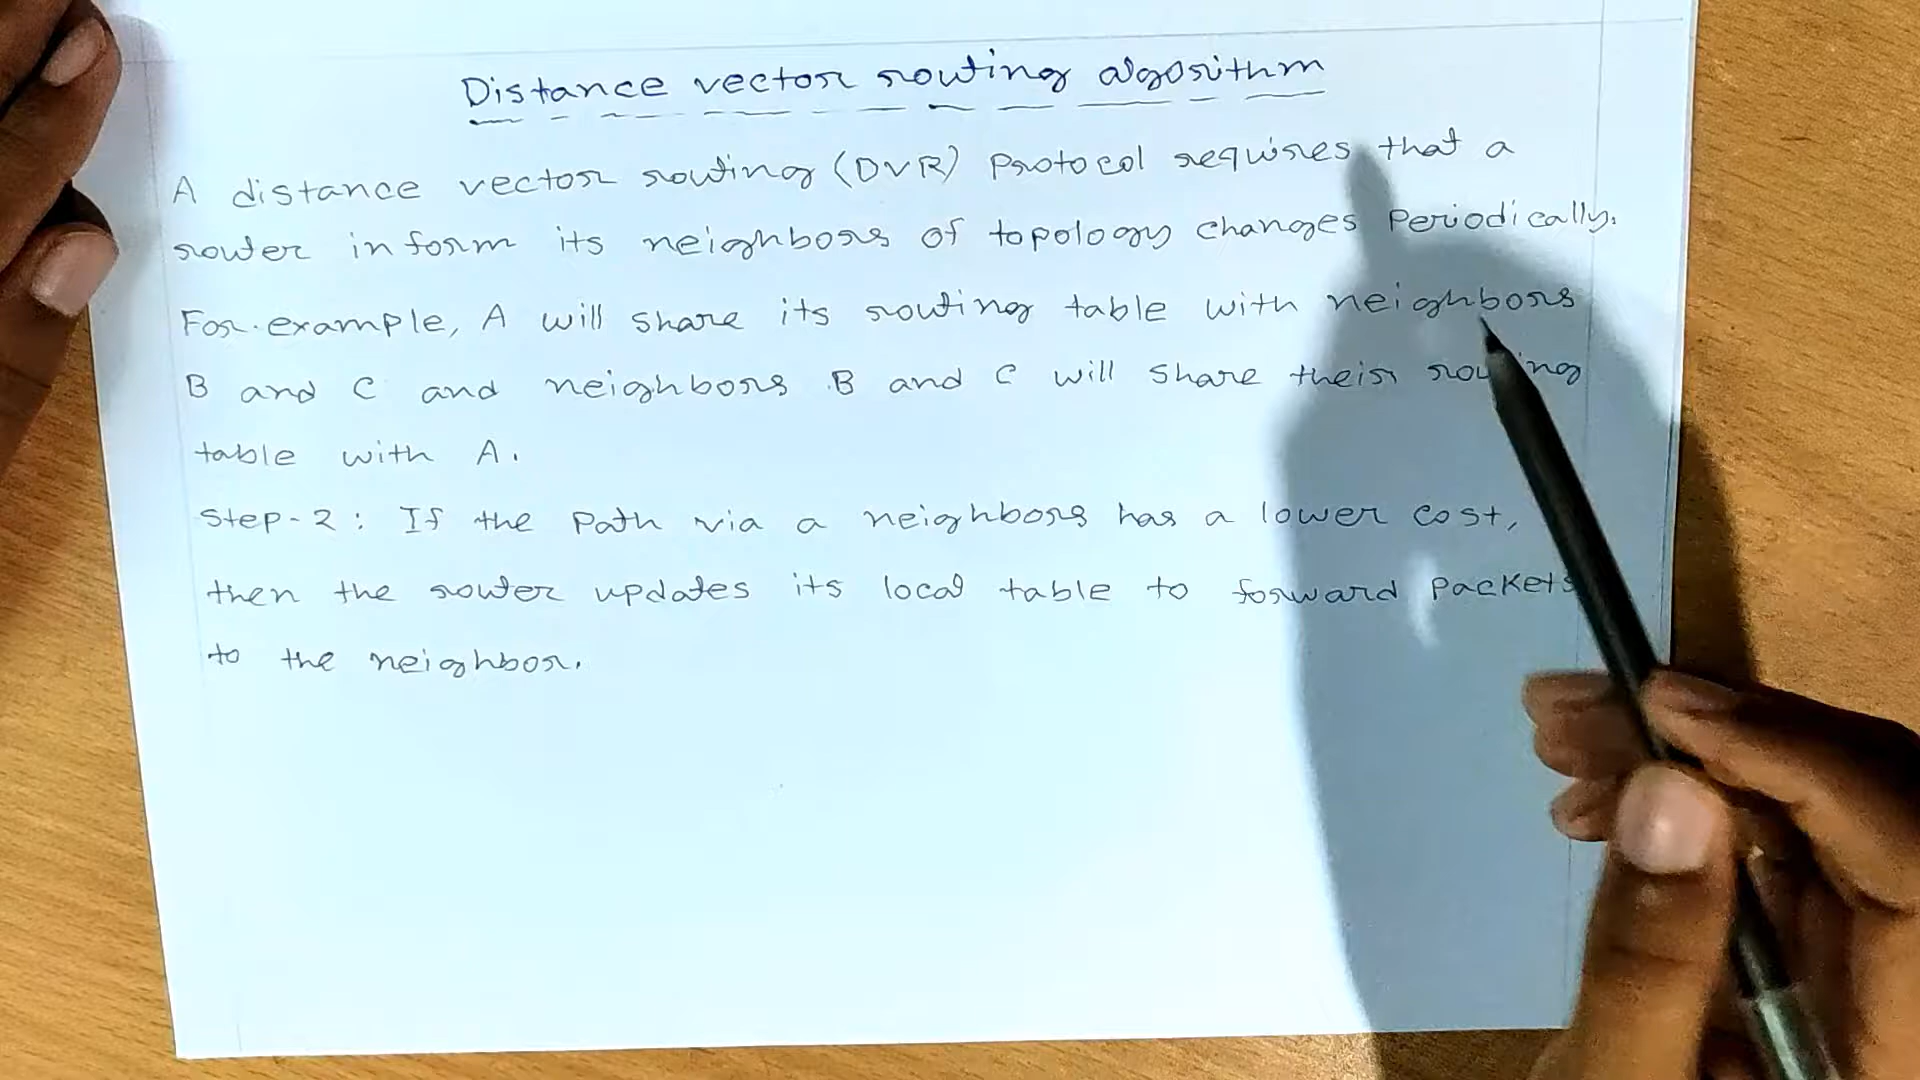 Distance vector routing algorithm
A distance vector routing (DVR) Protocol requires that a
router inform its neighbors of topology changes Periodically.
For example, A will share its routing table with neighbors
B and C and neighbors B and C will share their routing
table with A.
Step-2: If the Path via a neighbors has a lower cost,
then the router updates its local table to forward Packets
to the neighbor.